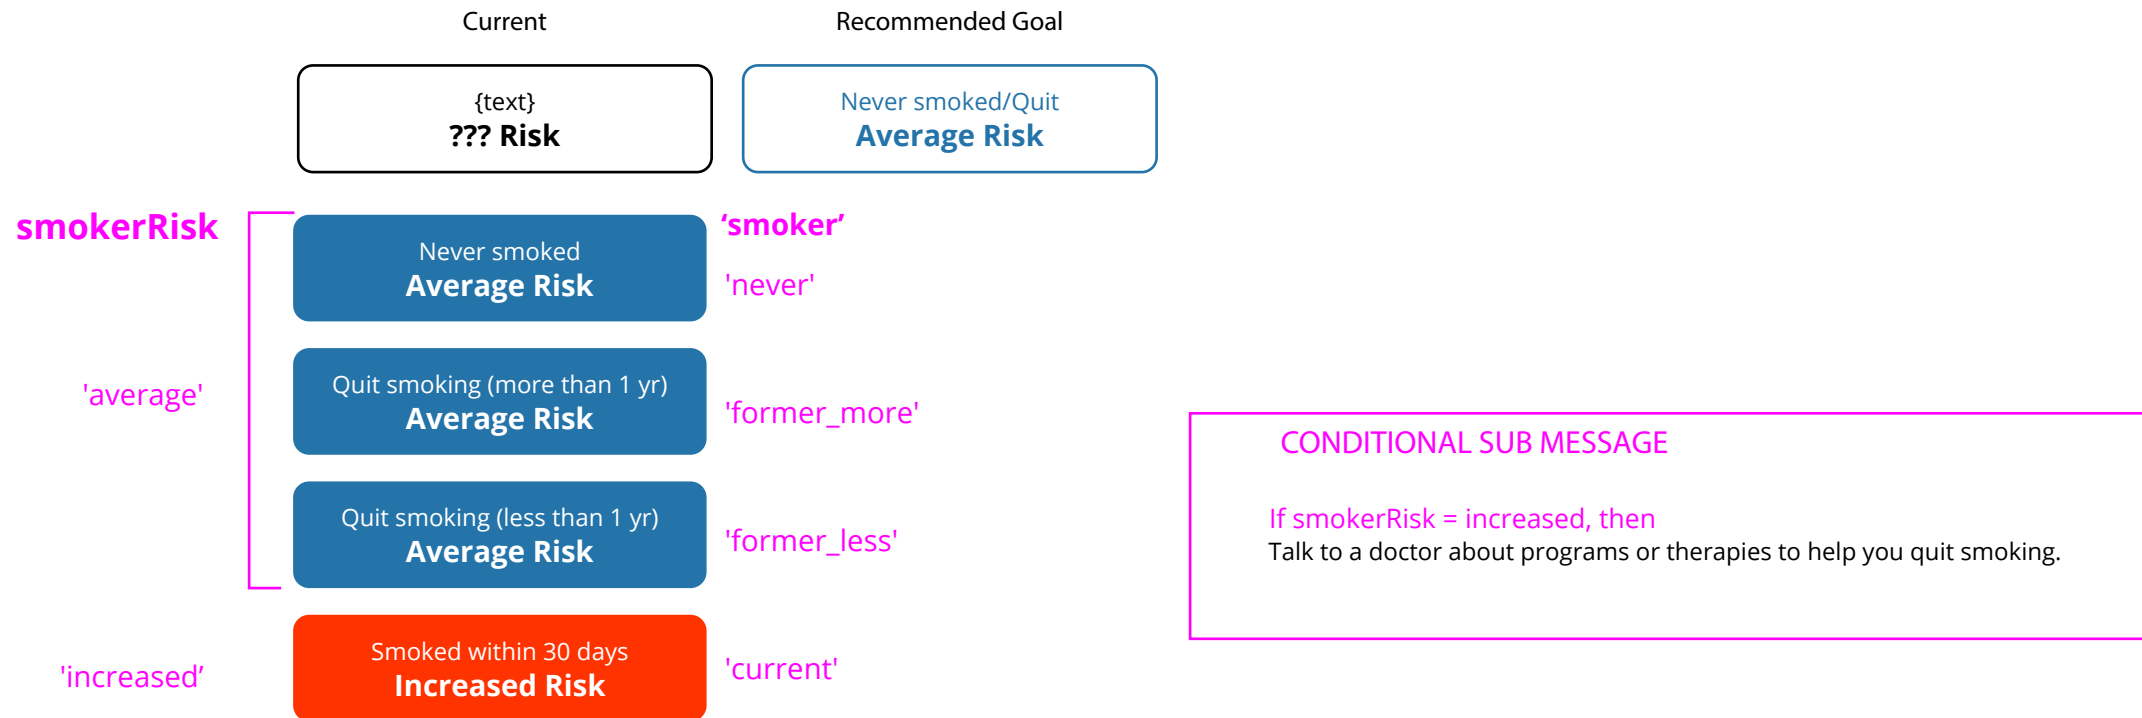 Current
Recommended Goal
{text}
??? Risk
Never smoked/Quit
Average Risk
smokerRisk
Never smoked
Average Risk
‘smoker’
'never'
'average'
Quit smoking (more than 1 yr)
Average Risk
'former_more'
Quit smoking (less than 1 yr)
Average Risk
'former_less'
CONDITIONAL SUB MESSAGE
If smokerRisk = increased, then
Talk to a doctor about programs or therapies to help you quit smoking.
'increased’
Smoked within 30 days
Increased Risk
'current'